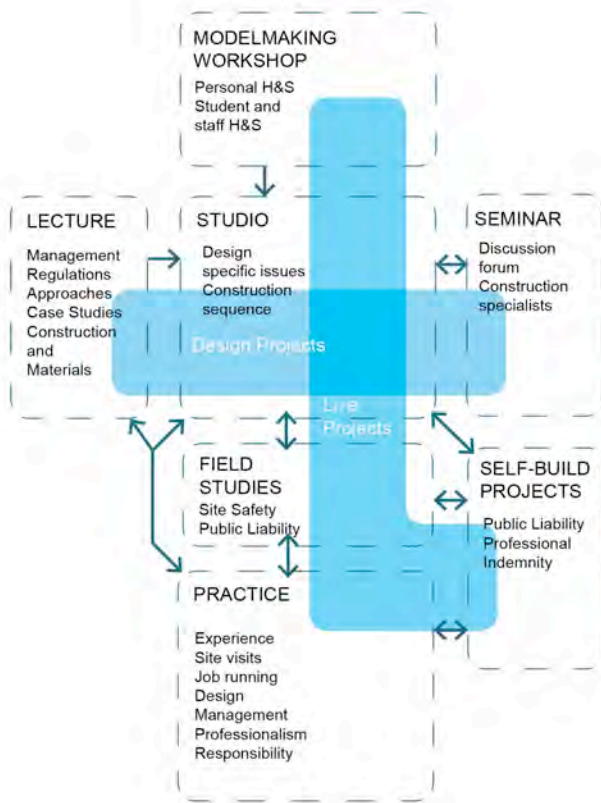 MODELMAKING
WORKSHOP
Personal H&S
Student and
staff H&S
LECTURE
Management
Regulations
Approaches
Case Studies
Construction
and
Materials
STUDIO
Design
specific issues
Construction
sequence
SEMINAR
Discussion
forum
Construction
specialists
Design Projects
Live
Projects
FIELD
STUDIES
Site Safety
Public Liability
SELF-BUILD
PROJECTS
Public Liability
Professional
Indemnity
PRACTICE
Experience
Site visits
Job running
Design
Management
Professionalism
Responsibility